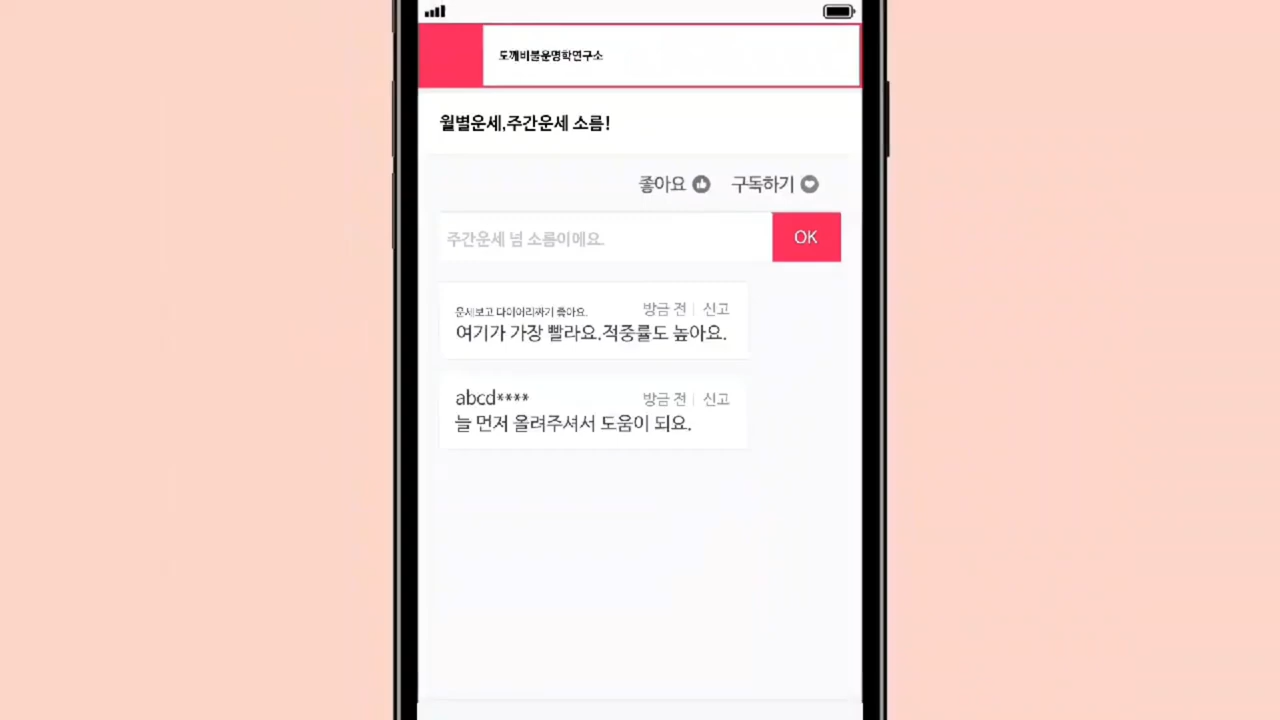 도깨비불운명학연구소
월별운세,주간운세 소름!
좋아요 구독하기
주간운세 넘 소름이에요. OK
운세보고 다이어리짜기 좋아요. 방금 전 | 신고
여기가 가장 빨라요.적중률도 높아요.
abcd**** 방금 전 | 신고
늘 먼저 올려주셔서 도움이 되요.